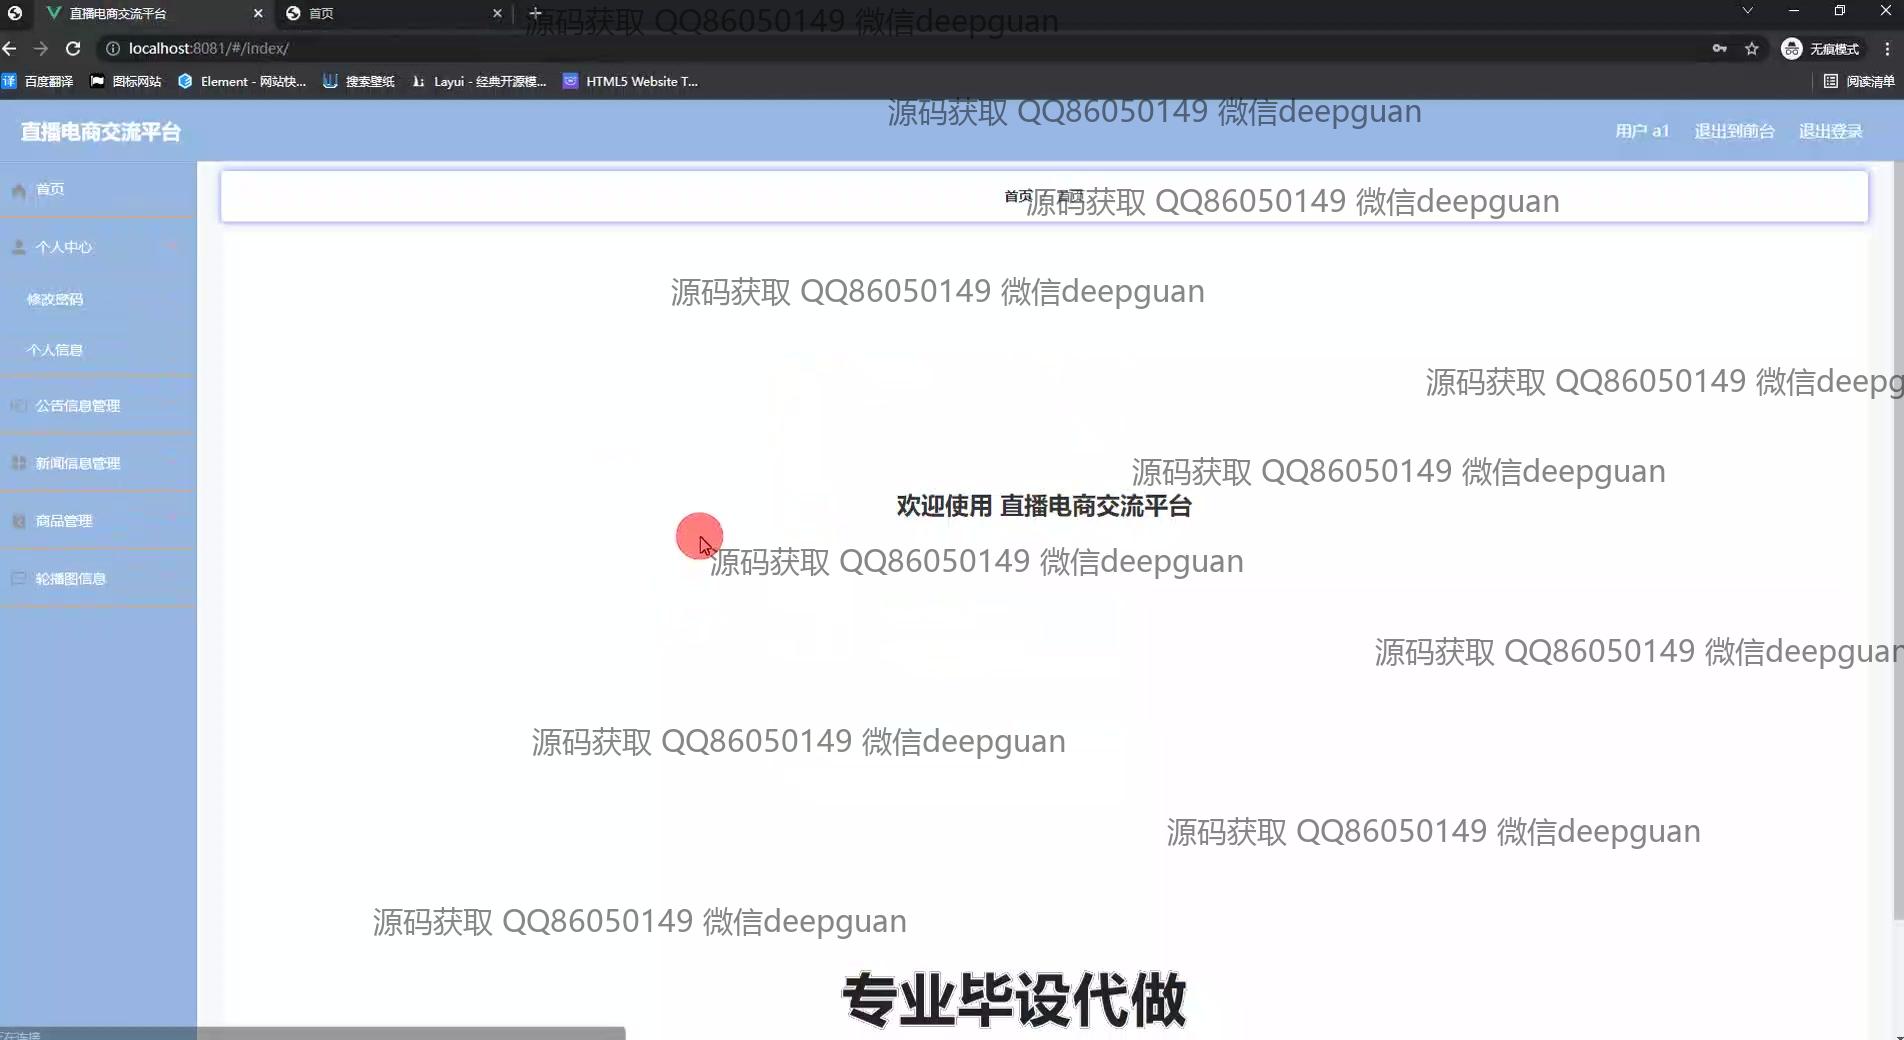 直播电商交流平台
首页
源码获取 QQ86050149 微信deepguan
localhost:8081/#/index/
无痕模式
百度翻译
图标网站
Element - 网站快...
搜索壁纸
Layui - 经典开源模...
HTML5 Website T...
阅读清单
源码获取 QQ86050149 微信deepguan
直播电商交流平台
用户 a1
退出到前台
退出登录
首页
首页
首页
源码获取 QQ86050149 微信deepguan
个人中心
修改密码
源码获取 QQ86050149 微信deepguan
个人信息
源码获取 QQ86050149 微信deepg
公告信息管理
新闻信息管理
源码获取 QQ86050149 微信deepguan
欢迎使用 直播电商交流平台
商品管理
源码获取 QQ86050149 微信deepguan
轮播图信息
源码获取 QQ86050149 微信deepguan
源码获取 QQ86050149 微信deepguan
源码获取 QQ86050149 微信deepguan
源码获取 QQ86050149 微信deepguan
专业毕设代做